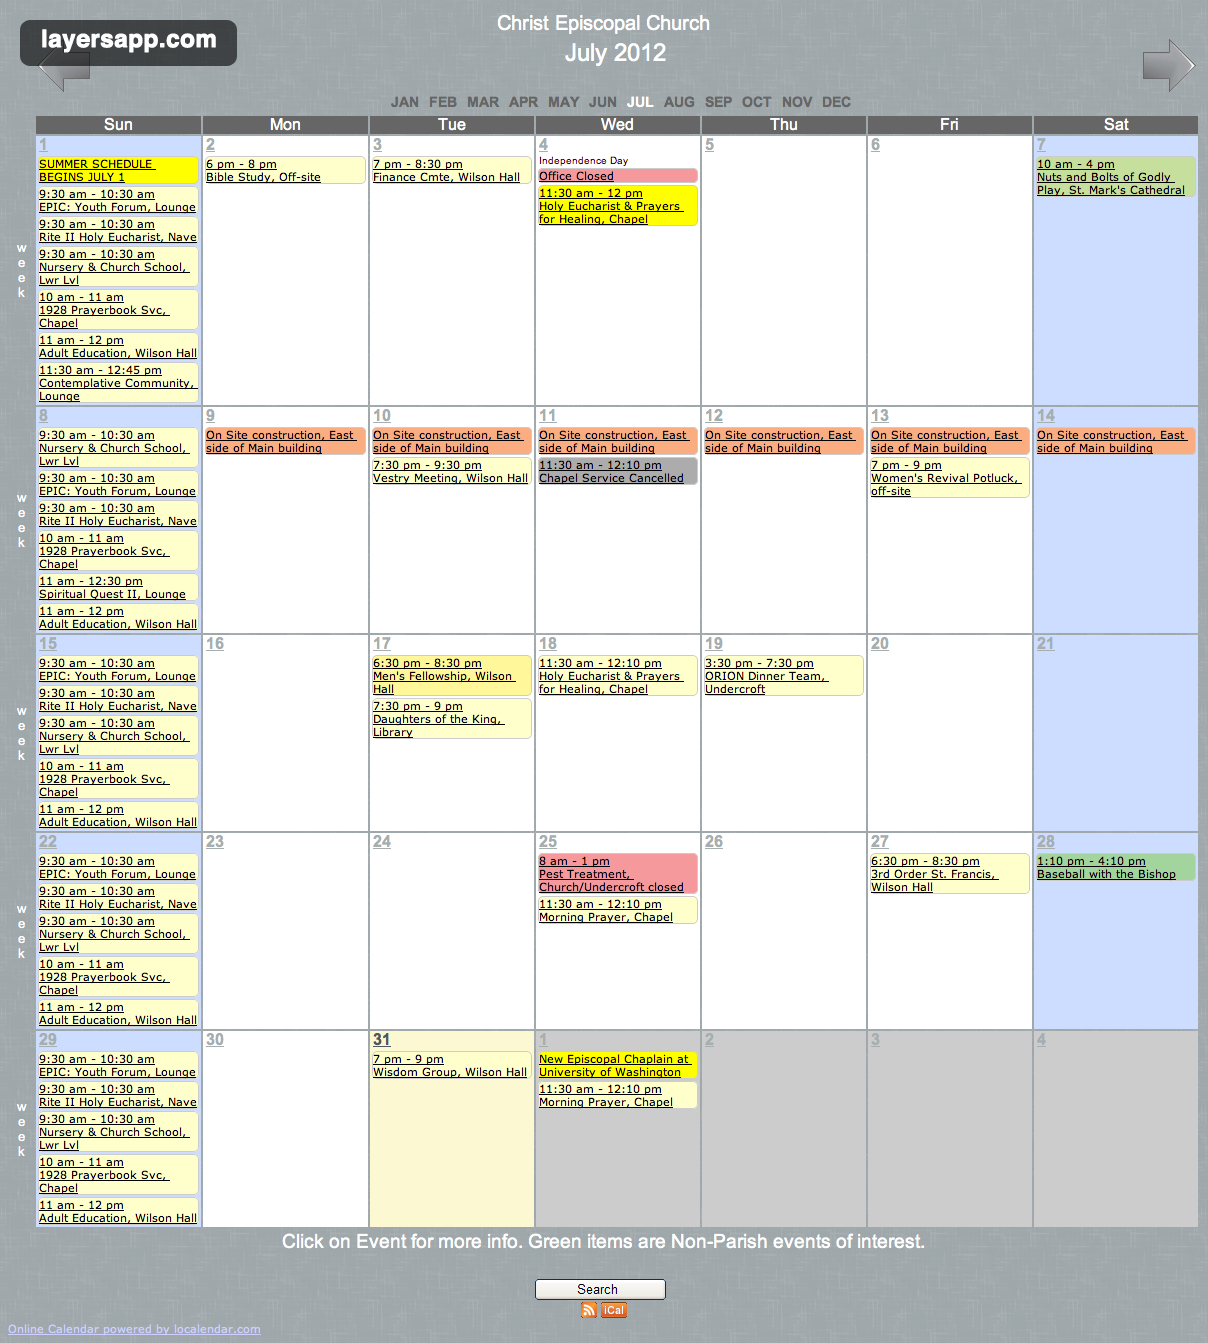 layersapp.com
Christ Episcopal Church
July 2012
JAN FEB MAR APR MAY JUN JUL AUG SEP OCT NOV DEC
Sun Mon Tue Wed Thu Fri Sat
week
1
SUMMER SCHEDULE
BEGINS JULY 1
9:30 am - 10:30 am
EPIC: Youth Forum, Lounge
9:30 am - 10:30 am
Rite II Holy Eucharist, Nave
9:30 am - 10:30 am
Nursery & Church School,
Lwr Lvl
10 am - 11 am
1928 Prayerbook Svc,
Chapel
11 am - 12 pm
Adult Education, Wilson Hall
11:30 am - 12:45 pm
Contemplative Community,
Lounge
2
6 pm - 8 pm
Bible Study, Off-site
3
7 pm - 8:30 pm
Finance Cmte, Wilson Hall
4
Independence Day
Office Closed
11:30 am - 12 pm
Holy Eucharist & Prayers
for Healing, Chapel
5
6
7
10 am - 4 pm
Nuts and Bolts of Godly
Play, St. Mark's Cathedral
week
8
9:30 am - 10:30 am
Nursery & Church School,
Lwr Lvl
9:30 am - 10:30 am
EPIC: Youth Forum, Lounge
9:30 am - 10:30 am
Rite II Holy Eucharist, Nave
10 am - 11 am
1928 Prayerbook Svc,
Chapel
11 am - 12:30 pm
Spiritual Quest II, Lounge
11 am - 12 pm
Adult Education, Wilson Hall
9
On Site construction, East
side of Main building
10
On Site construction, East
side of Main building
7:30 pm - 9:30 pm
Vestry Meeting, Wilson Hall
11
On Site construction, East
side of Main building
11:30 am - 12:10 pm
Chapel Service Cancelled
12
On Site construction, East
side of Main building
13
On Site construction, East
side of Main building
7 pm - 9 pm
Women's Revival Potluck,
off-site
14
On Site construction, East
side of Main building
week
15
9:30 am - 10:30 am
EPIC: Youth Forum, Lounge
9:30 am - 10:30 am
Rite II Holy Eucharist, Nave
9:30 am - 10:30 am
Nursery & Church School,
Lwr Lvl
10 am - 11 am
1928 Prayerbook Svc,
Chapel
11 am - 12 pm
Adult Education, Wilson Hall
16
17
6:30 pm - 8:30 pm
Men's Fellowship, Wilson
Hall
7:30 pm - 9 pm
Daughters of the King,
Library
18
11:30 am - 12:10 pm
Holy Eucharist & Prayers
for Healing, Chapel
19
3:30 pm - 7:30 pm
ORION Dinner Team,
Undercroft
20
21
week
22
9:30 am - 10:30 am
EPIC: Youth Forum, Lounge
9:30 am - 10:30 am
Rite II Holy Eucharist, Nave
9:30 am - 10:30 am
Nursery & Church School,
Lwr Lvl
10 am - 11 am
1928 Prayerbook Svc,
Chapel
11 am - 12 pm
Adult Education, Wilson Hall
23
24
25
8 am - 1 pm
Pest Treatment,
Church/Undercroft closed
11:30 am - 12:10 pm
Morning Prayer, Chapel
26
27
6:30 pm - 8:30 pm
3rd Order St. Francis,
Wilson Hall
28
1:10 pm - 4:10 pm
Baseball with the Bishop
week
29
9:30 am - 10:30 am
EPIC: Youth Forum, Lounge
9:30 am - 10:30 am
Rite II Holy Eucharist, Nave
9:30 am - 10:30 am
Nursery & Church School,
Lwr Lvl
10 am - 11 am
1928 Prayerbook Svc,
Chapel
11 am - 12 pm
Adult Education, Wilson Hall
30
31
7 pm - 9 pm
Wisdom Group, Wilson Hall
1
New Episcopal Chaplain at
University of Washington
11:30 am - 12:10 pm
Morning Prayer, Chapel
2
3
4
Click on Event for more info. Green items are Non-Parish events of interest.
Search
iCal
Online Calendar powered by localendar.com